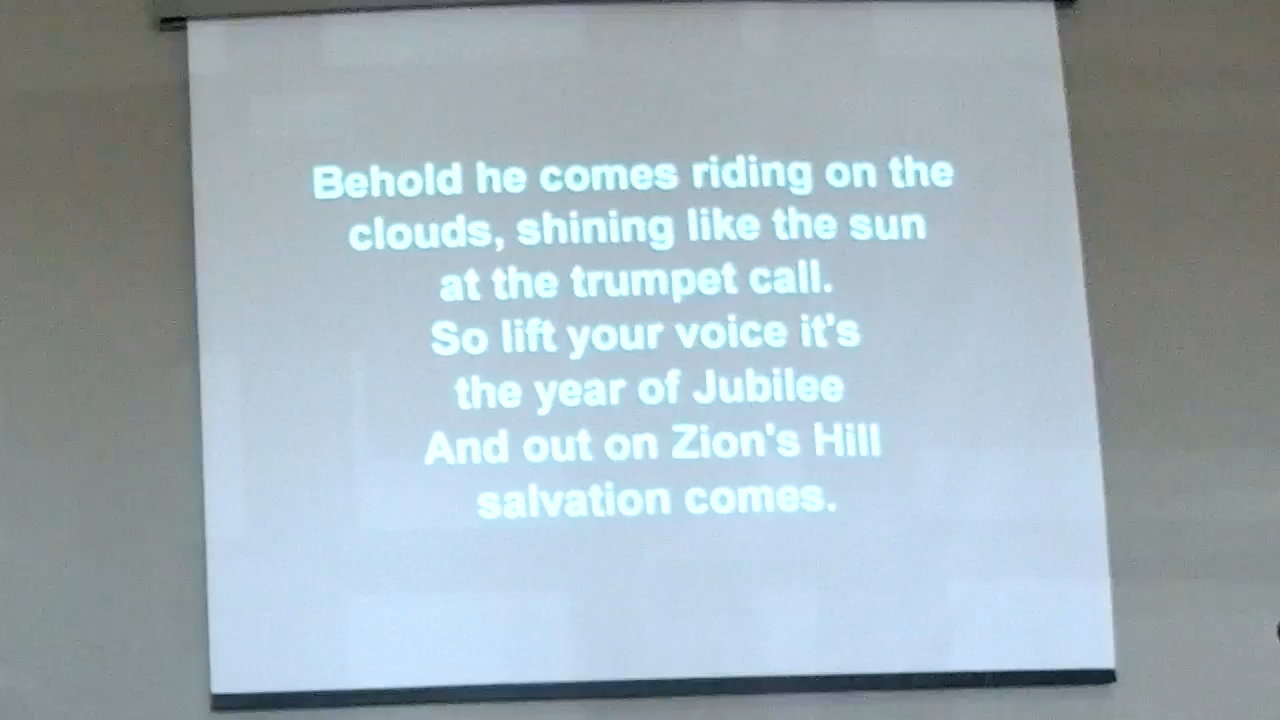 Behold he comes riding on the
clouds, shining like the sun
at the trumpet call.
So lift your voice it's
the year of Jubilee
And out on Zion's Hill
salvation comes.